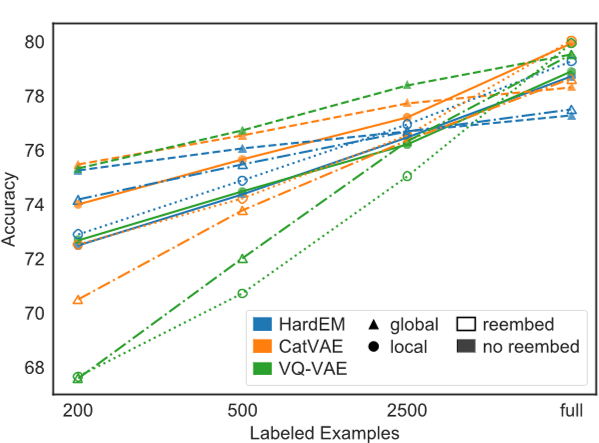 80
78
76
74
72
70
68
Accuracy
HardEM
CatVAE
VQ-VAE
global
local
reembed
no reembed
200 500 2500 full
Labeled Examples